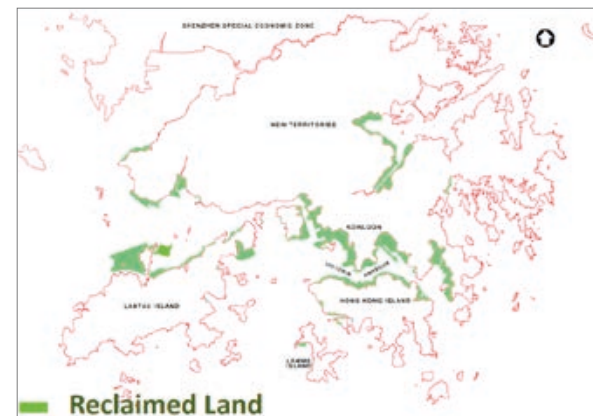 SHENZHEN SPECIAL ECONOMIC ZONE
NEW TERRITORIES
KOWLOON
VICTORIA HARBOUR
LANTAU ISLAND
HONG KONG ISLAND
LAMMA
ISLAND
Reclaimed Land